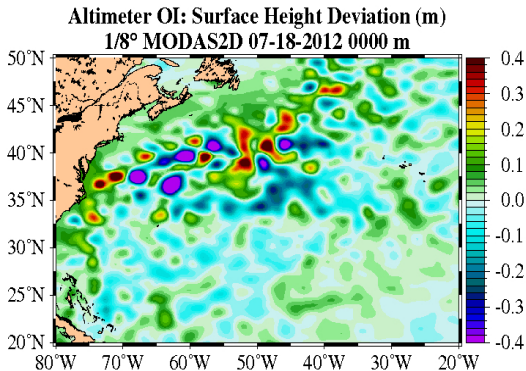 Altimeter OI: Surface Height Deviation (m)
1/8° MODAS2D 07-18-2012 0000 m
50°N
45°N
40°N
35°N
30°N
25°N
20°N
80°W 70°W 60°W 50°W 40°W 30°W 20°W
0.4
0.3
0.2
0.1
0.0
-0.1
-0.2
-0.3
-0.4